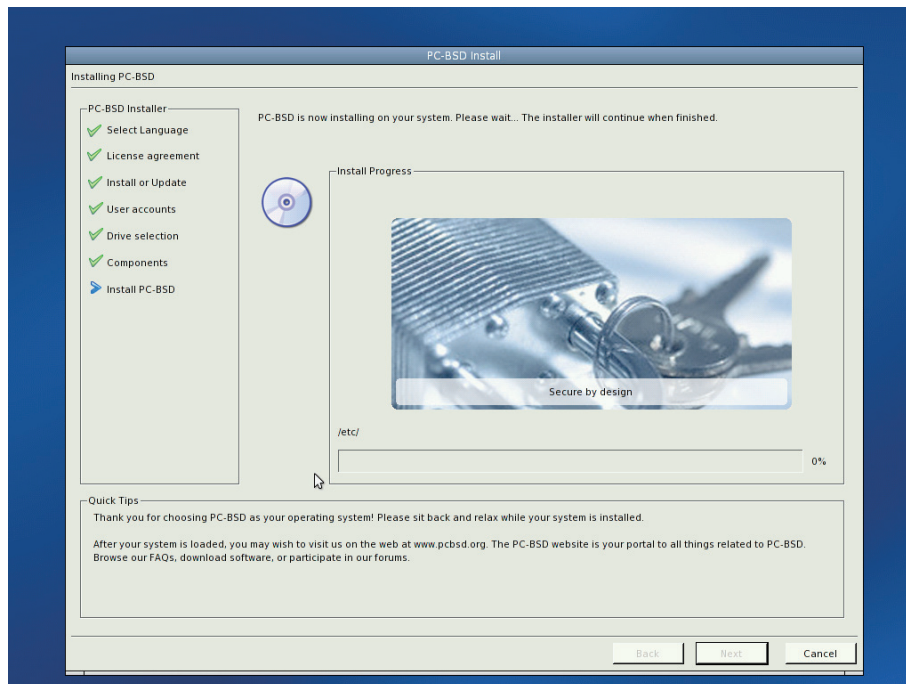 PC-BSD Install
Installing PC-BSD
PC-BSD Installer
Select Language
License agreement
Install or Update
User accounts
Drive selection
Components
Install PC-BSD
PC-BSD is now installing on your system. Please wait... The installer will continue when finished.
Install Progress
Secure by design
/etc/
0%
Quick Tips
Thank you for choosing PC-BSD as your operating system! Please sit back and relax while your system is installed.
After your system is loaded, you may wish to visit us on the web at www.pcbsd.org. The PC-BSD website is your portal to all things related to PC-BSD.
Browse our FAQs, download software, or participate in our forums.
Back
Next
Cancel